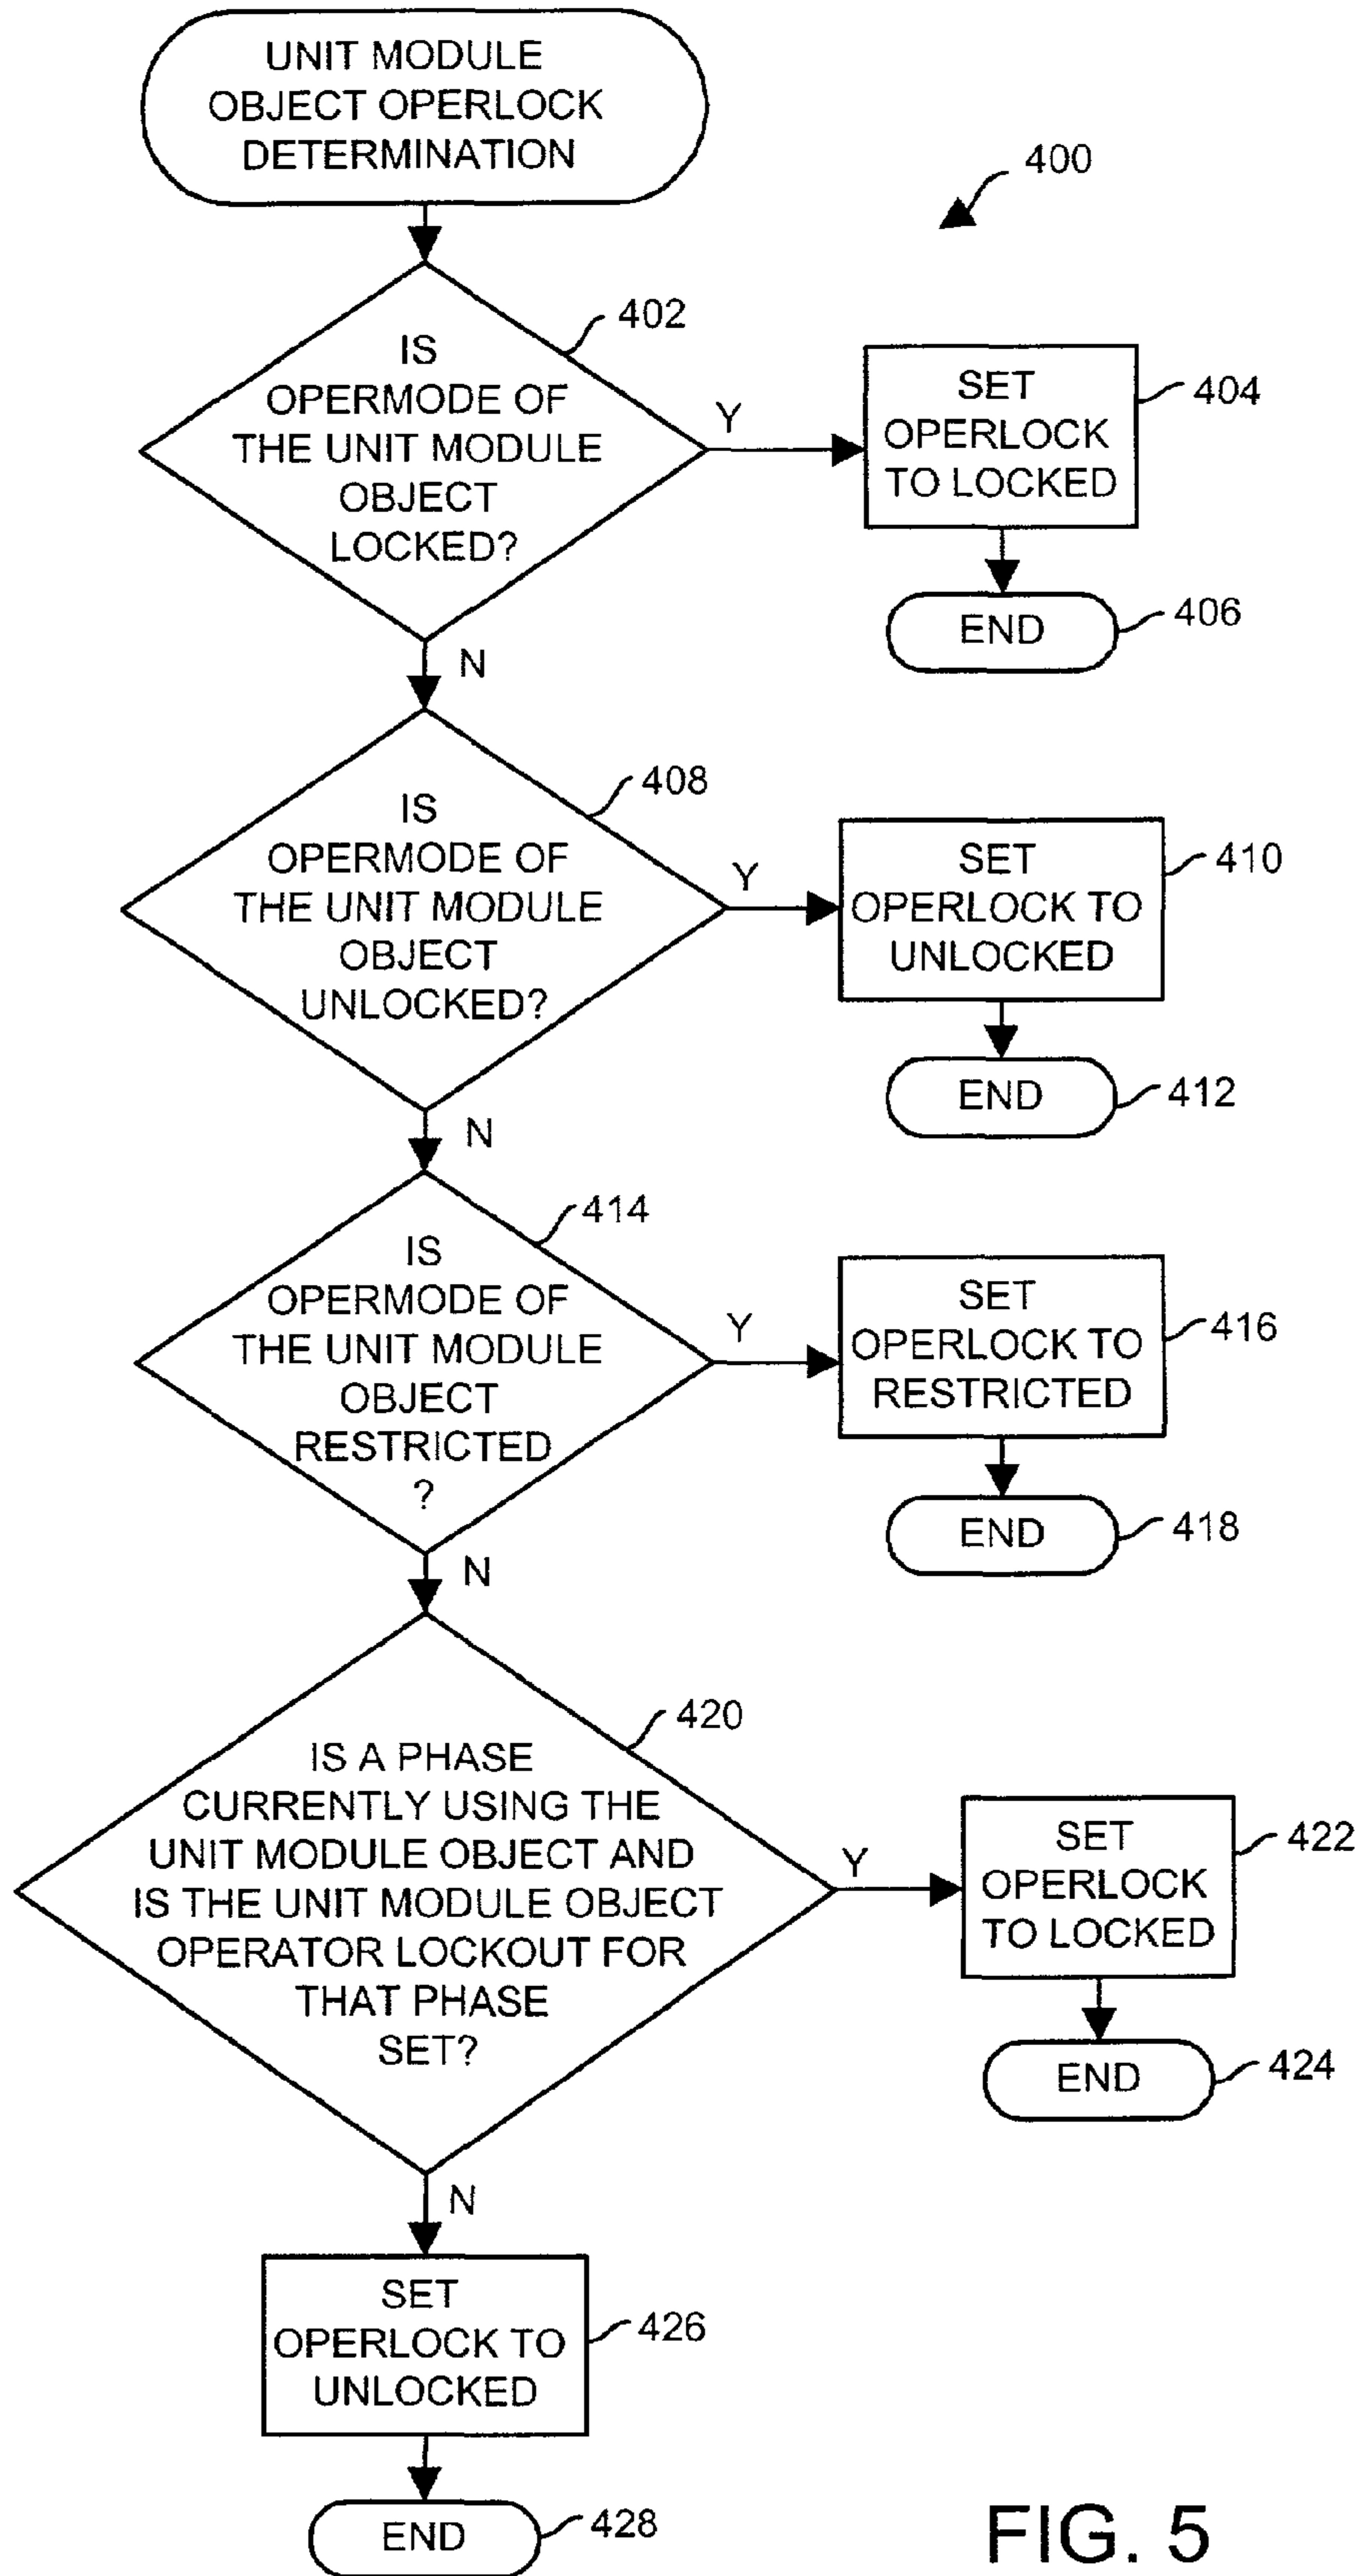 UNIT MODULE
OBJECT OPERLOCK
DETERMINATION
400
402
IS
OPERMODE OF
THE UNIT MODULE
OBJECT
LOCKED?
Y
SET
OPERLOCK
TO LOCKED
404
END
406
N
408
IS
OPERMODE OF
THE UNIT MODULE
OBJECT
UNLOCKED?
Y
SET
OPERLOCK TO
UNLOCKED
410
END
412
N
414
IS
OPERMODE OF
THE UNIT MODULE
OBJECT
RESTRICTED
?
Y
SET
OPERLOCK TO
RESTRICTED
416
END
418
N
420
IS A PHASE
CURRENTLY USING THE
UNIT MODULE OBJECT AND
IS THE UNIT MODULE OBJECT
OPERATOR LOCKOUT FOR
THAT PHASE
SET?
Y
SET
OPERLOCK
TO LOCKED
422
END
424
N
SET
OPERLOCK TO
UNLOCKED
426
END
428
FIG. 5